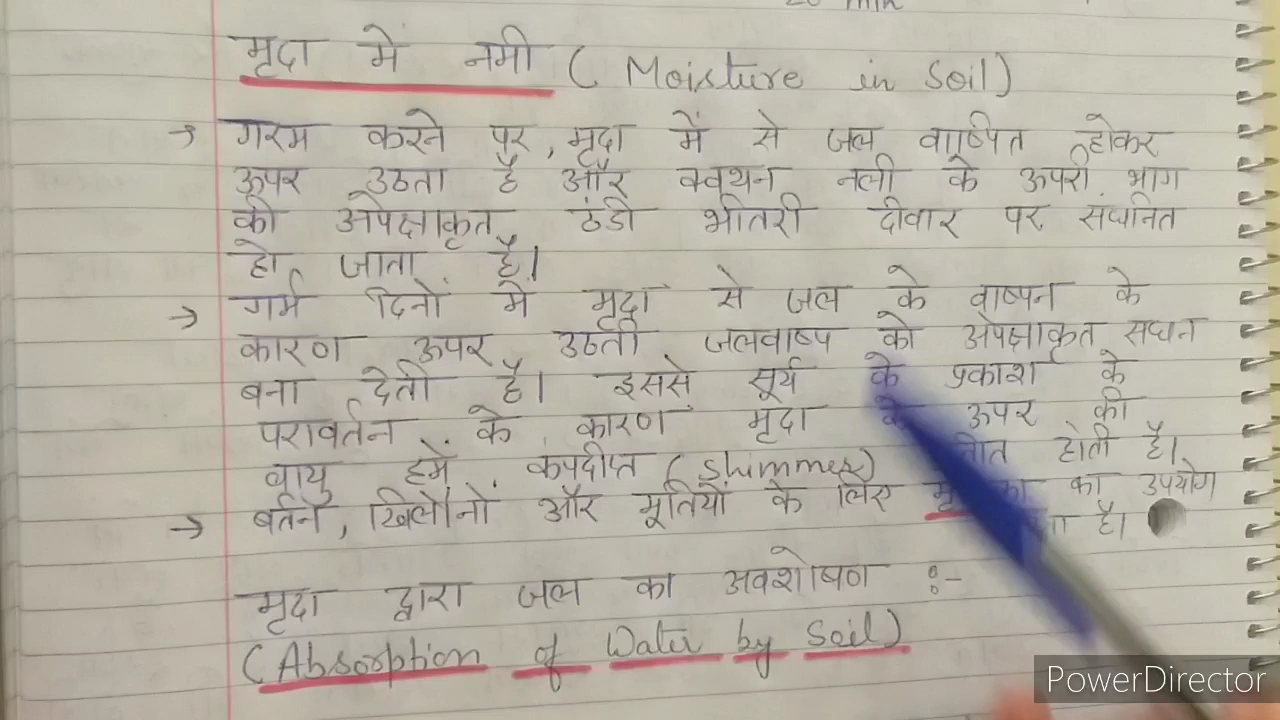 मृदा में नमी ( Moisture in Soil)
→ गरम करने पर, मृदा में से जल वाष्पित होकर
ऊपर उठता है और क्वथन नली के ऊपरी भाग
की अपेक्षाकृत ठंडी भीतरी दीवार पर संघनित
हो जाता है।
→ गर्म दिनों मे मृदा से जल के वाष्पन के
कारण ऊपर उठती जलवाष्प को अपेक्षाकृत सघन
बना देती है। इससे सूर्य के प्रकाश के
परावर्तन के कारण मृदा के ऊपर की
वायु हमें कंपदीप्त (Shimmer) होती है।
→ बर्तन, खिलौनों और मूर्तियों के लिए का उपयोग
है।
मृदा द्वारा जल का अवशोषण :-
(Absorption of Water by Soil)
PowerDirector